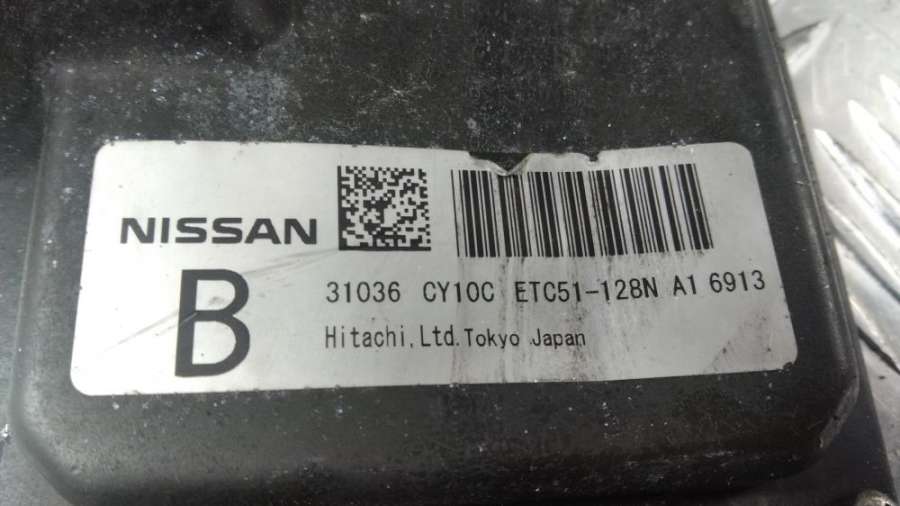 NISSAN
B
31036 CY10C ETC51-128N A1 6913
Hitachi, Ltd. Tokyo Japan